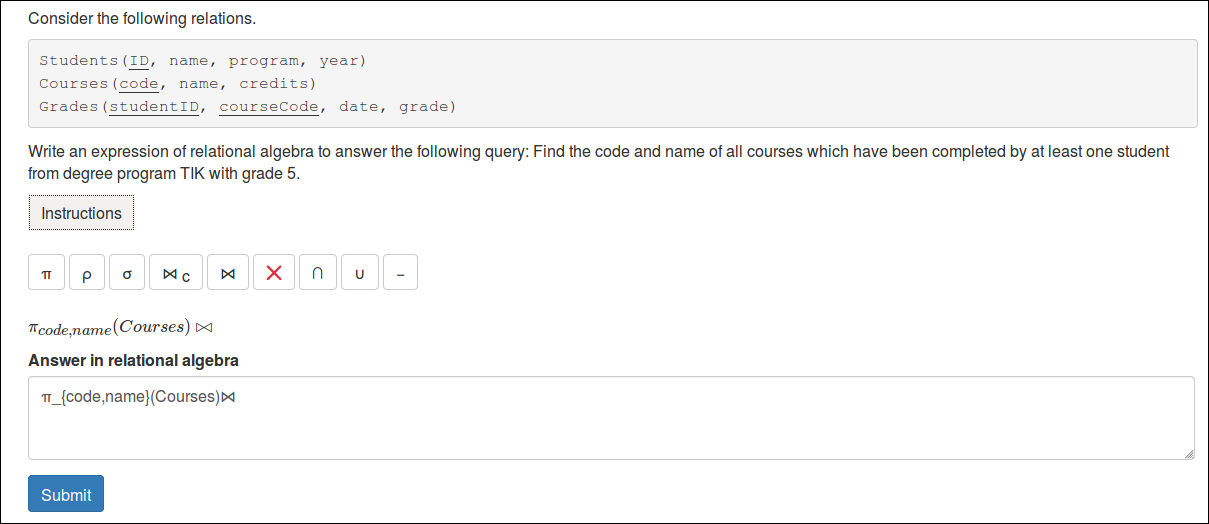 Consider the following relations.
Students(ID, name, program, year)
Courses(code, name, credits)
Grades(studentID, courseCode, date, grade)
Write an expression of relational algebra to answer the following query: Find the code and name of all courses which have been completed by at least one student
from degree program TIK with grade 5.
Instructions
π ρ σ ⋈ C ⋈ ❌ ∩ ∪ −
π_{code,name}(Courses) ⋈
Answer in relational algebra
π_{code,name}(Courses)⋈
Submit